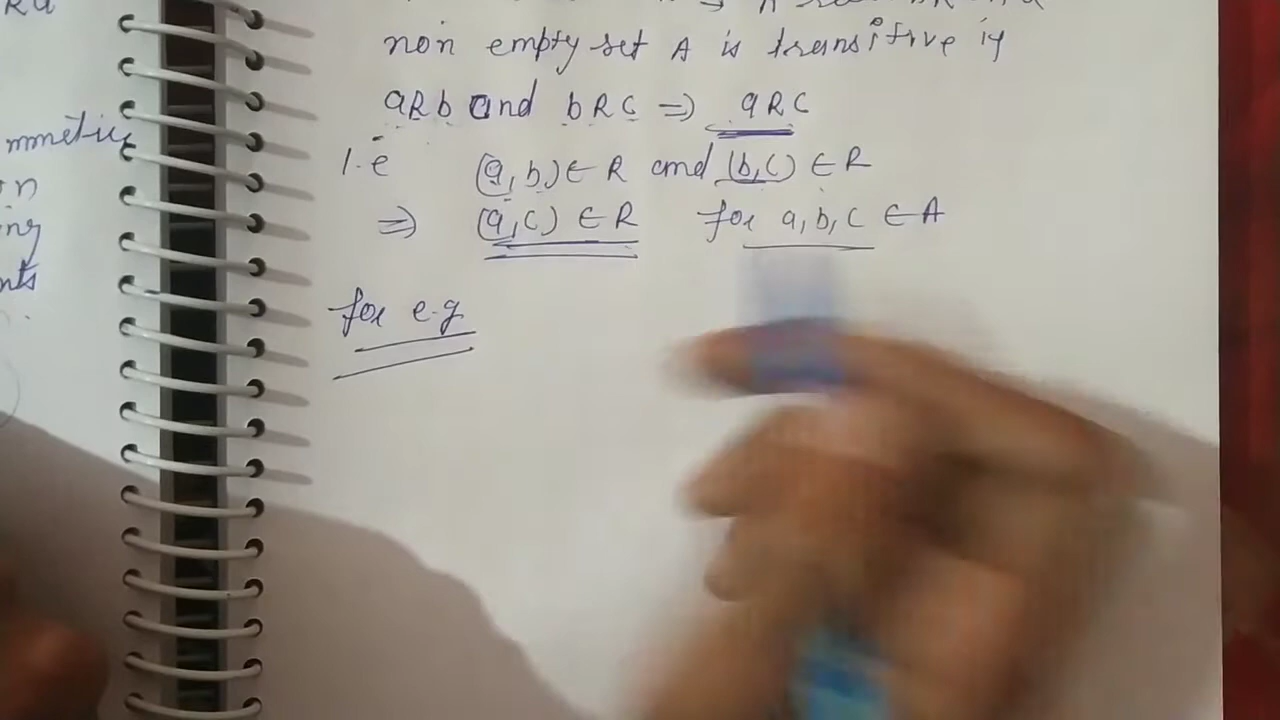 non empty set A is transitive if
aRb and bRc => aRc
i.e (a,b) ∈ R and (b,c) ∈ R
=> (a,c) ∈ R for a,b,c ∈ A
for e.g